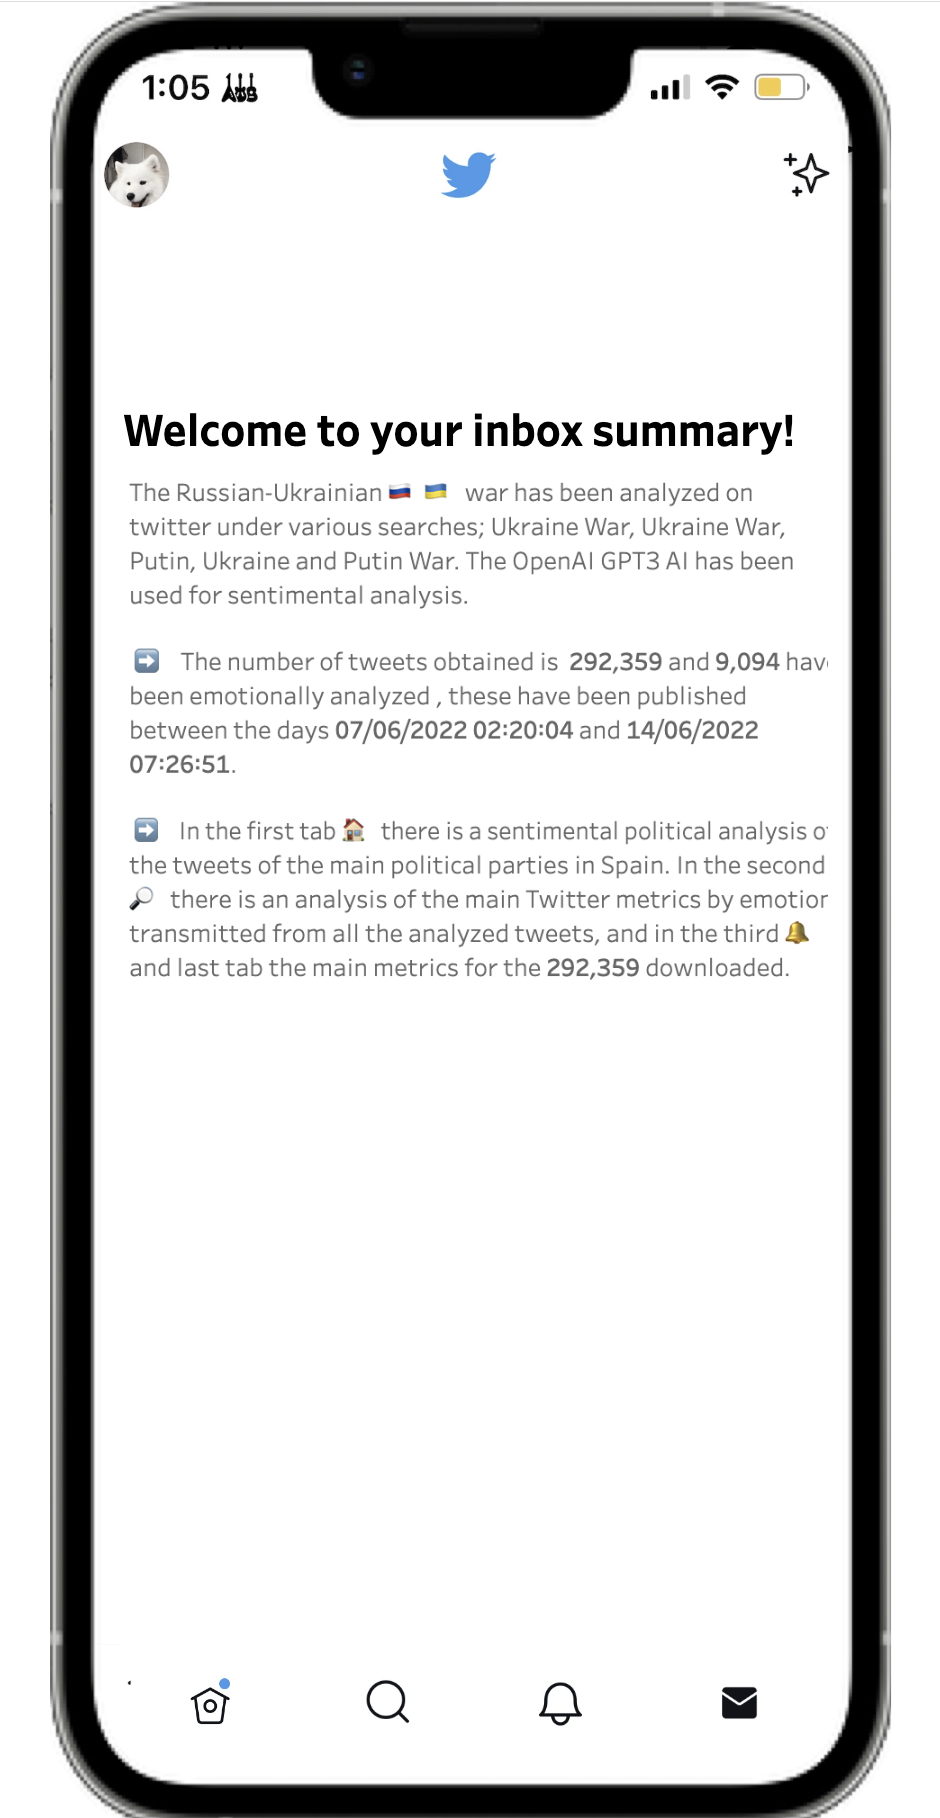 1:05
Welcome to your inbox summary!
The Russian-Ukrainian 🇷🇺 🇺🇦 war has been analyzed on
twitter under various searches; Ukraine War, Ukraine War,
Putin, Ukraine and Putin War. The OpenAI GPT3 AI has been
used for sentimental analysis.
➡️ The number of tweets obtained is 292,359 and 9,094 hav
been emotionally analyzed , these have been published
between the days 07/06/2022 02:20:04 and 14/06/2022
07:26:51.
➡️ In the first tab 🏠 there is a sentimental political analysis o
the tweets of the main political parties in Spain. In the second
🔎 there is an analysis of the main Twitter metrics by emotion
transmitted from all the analyzed tweets, and in the third 🔔
and last tab the main metrics for the 292,359 downloaded.